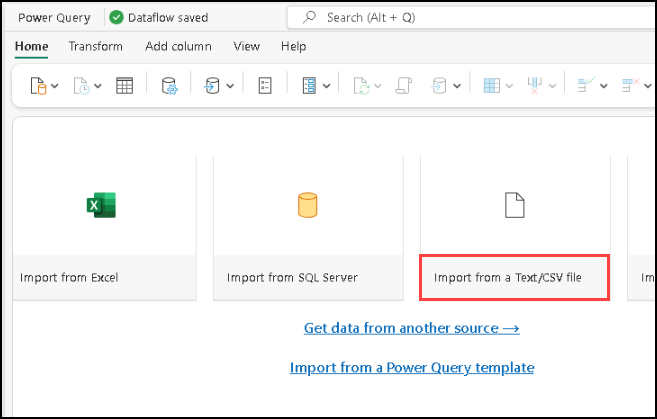 Power Query Dataflow saved Search (Alt + Q)
Home Transform Add column View Help
Import from Excel Import from SQL Server Import from a Text/CSV file Im
Get data from another source →
Import from a Power Query template